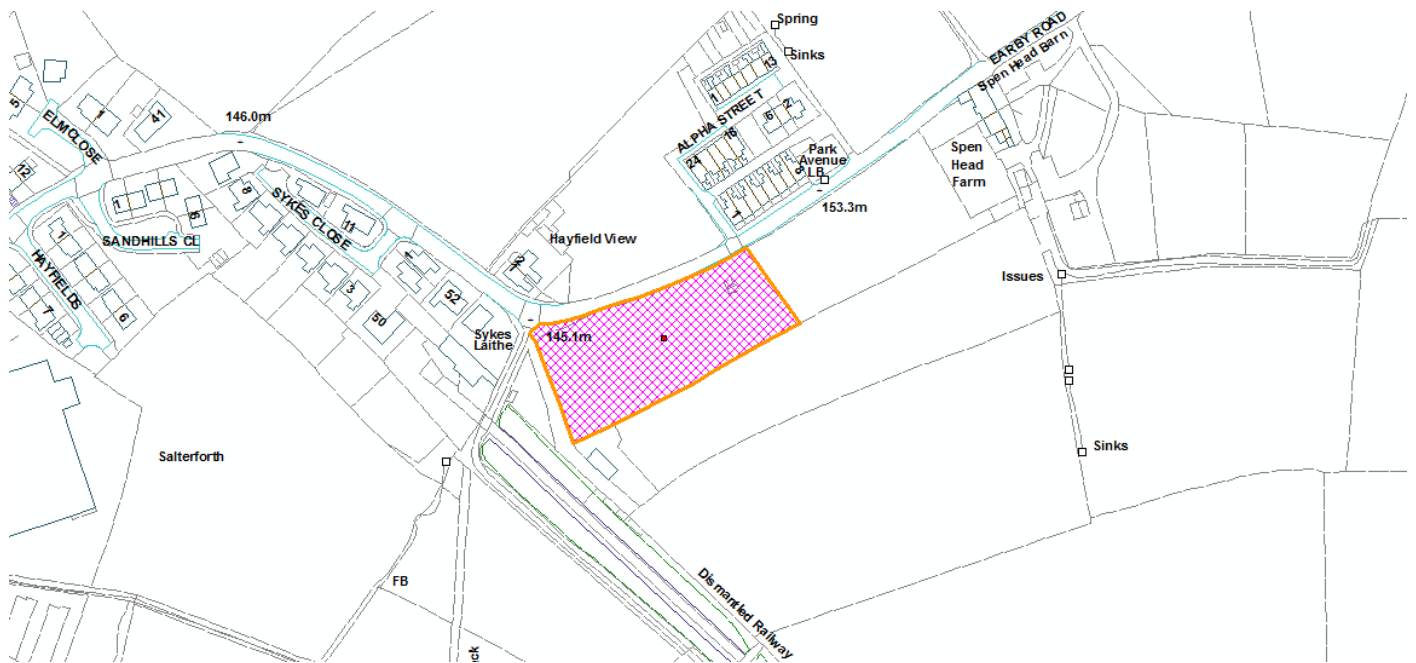 Spring
Sinks
EARBY ROAD
Spen Head Barn
13
1
ALPHA STREET
2
6
16
24
Park
Avenue
LB
9
1
153.3m
Spen
Head
Farm
5
1
41
146.0m
ELM CLOSE
12
1
6
8
SYKES CLOSE
11
SANDHILLS CL
1
HAYFIELDS
7
6
3
50
1
52
2
1
Hayfield View
Sykes
Laithe
145.1m
Issues
Sinks
Salterforth
FB
Dismantled Railway